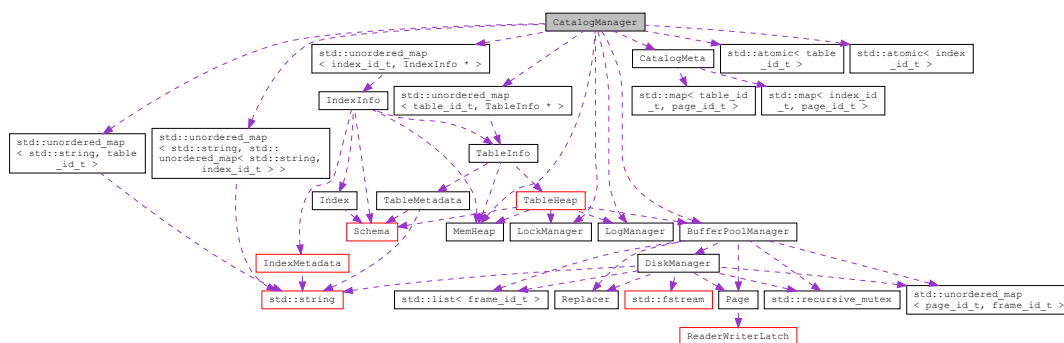 CatalogManager
std::unordered_map
< index_id_t, IndexInfo * >
CatalogMeta
std::atomic< table
_id_t >
std::atomic< index
_id_t >
IndexInfo
std::unordered_map
< table_id_t, TableInfo * >
std::map< table_id
_t, page_id_t >
std::map< index_id
_t, page_id_t >
std::unordered_map
< std::string, table
_id_t >
std::unordered_map
< std::string, std::
unordered_map< std::string,
index_id_t > >
TableInfo
Index
TableMetadata
TableHeap
Schema
MemHeap
LockManager
LogManager
BufferPoolManager
IndexMetadata
DiskManager
std::string
std::list< frame_id_t >
Replacer
std::fstream
Page
std::recursive_mutex
std::unordered_map
< page_id_t, frame_id_t >
ReaderWriterLatch